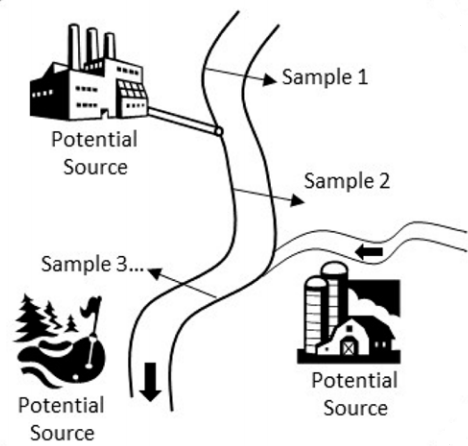 Sample 1
Potential
Source
Sample 2
Sample 3...
Potential
Source
Potential
Source